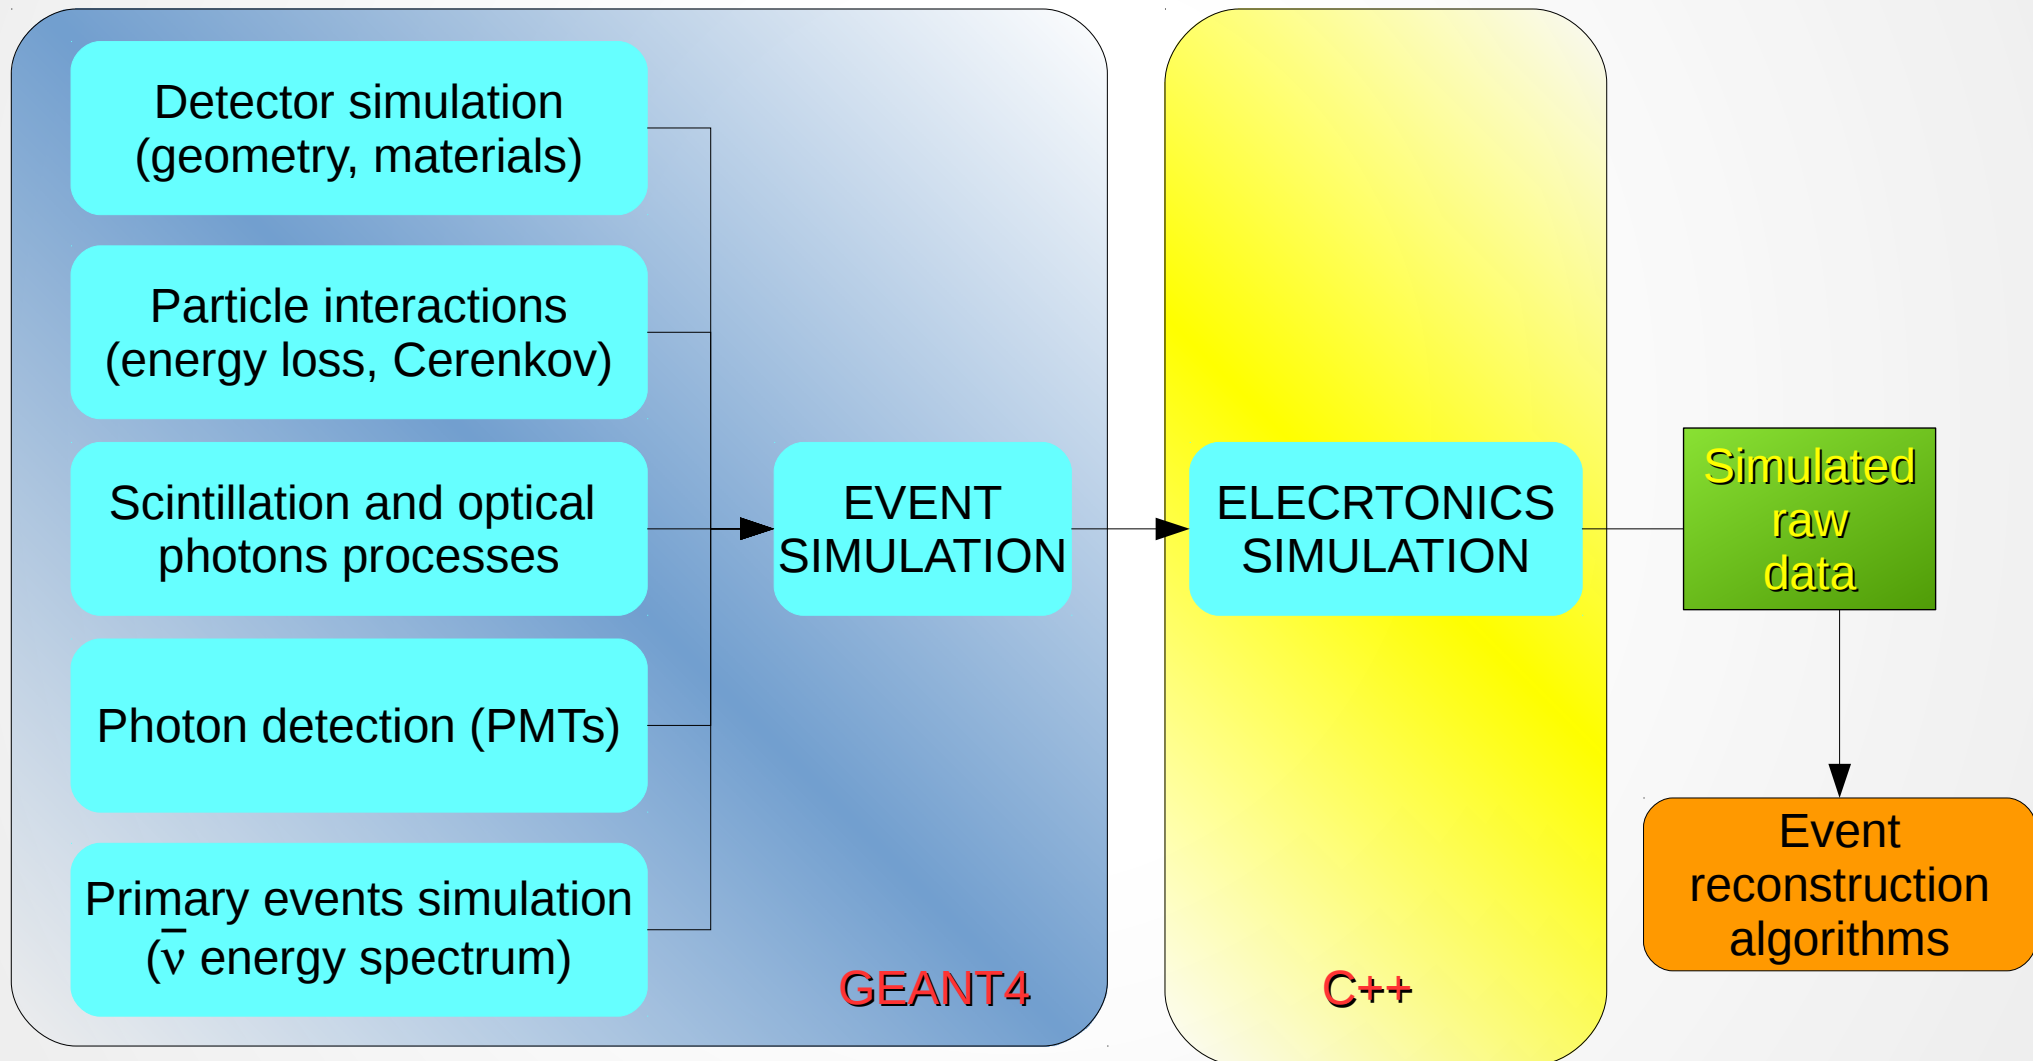 Detector simulation
(geometry, materials)
Particle interactions
(energy loss, Cerenkov)
Scintillation and optical
photons processes
Photon detection (PMTs)
Primary events simulation
(ν̅ energy spectrum)
EVENT
SIMULATION
GEANT4
ELECRTONICS
SIMULATION
C++
Simulated
raw
data
Event
reconstruction
algorithms